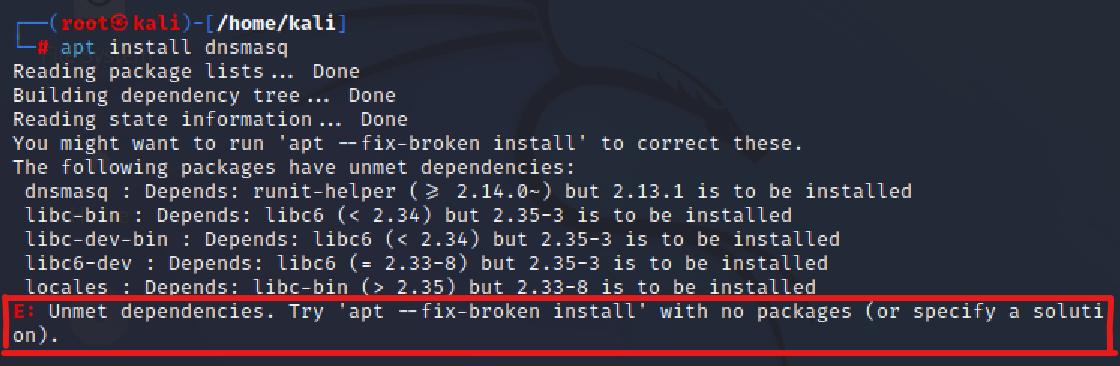 ┌──(root㉿kali)-[/home/kali]
└─# apt install dnsmasq
Reading package lists... Done
Building dependency tree... Done
Reading state information... Done
You might want to run 'apt --fix-broken install' to correct these.
The following packages have unmet dependencies:
 dnsmasq : Depends: runit-helper (>= 2.14.0~) but 2.13.1 is to be installed
 libc-bin : Depends: libc6 (< 2.34) but 2.35-3 is to be installed
 libc-dev-bin : Depends: libc6 (< 2.34) but 2.35-3 is to be installed
 libc6-dev : Depends: libc6 (= 2.33-8) but 2.35-3 is to be installed
 locales : Depends: libc-bin (> 2.35) but 2.33-8 is to be installed
E: Unmet dependencies. Try 'apt --fix-broken install' with no packages (or specify a soluti
on).